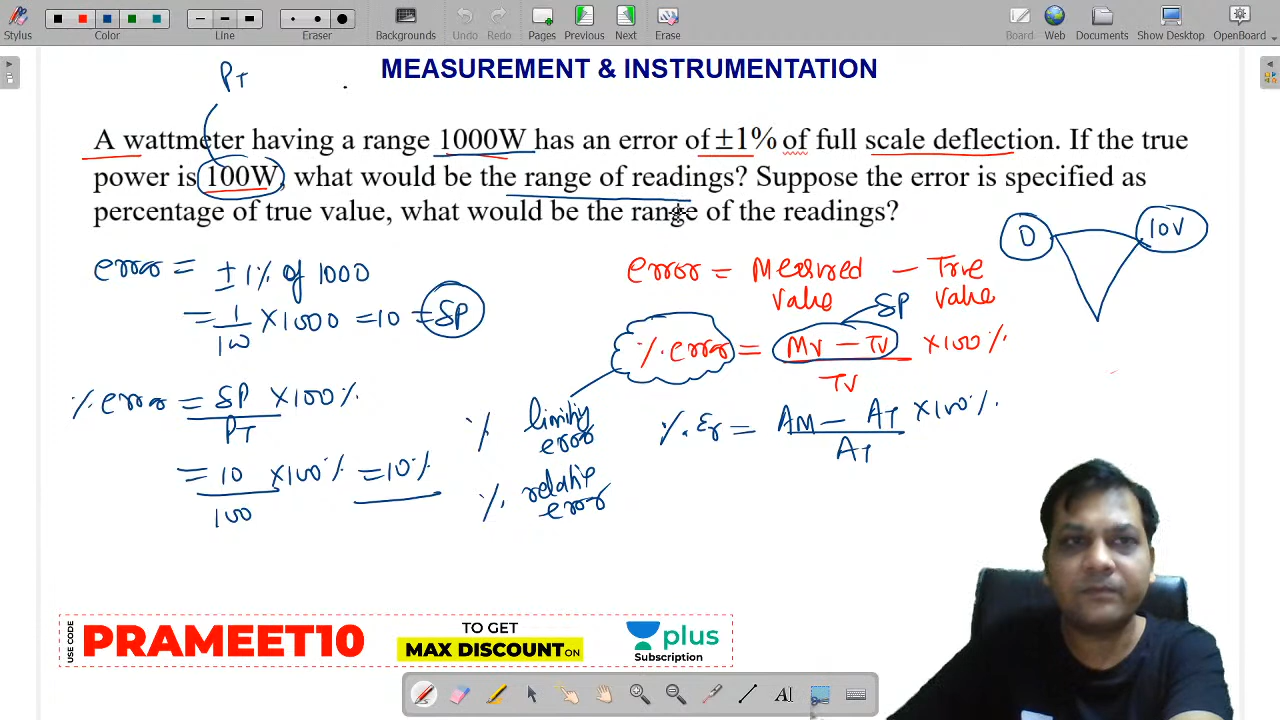 Stylus
Color
Line
Eraser
Backgrounds
Undo
Redo
Pages
Previous
Next
Erase
Board
Web
Documents
Show Desktop
OpenBoard
PT
MEASUREMENT & INSTRUMENTATION
A wattmeter having a range 1000W has an error of ±1% of full scale deflection. If the true
power is 100W, what would be the range of readings? Suppose the error is specified as
percentage of true value, what would be the range of the readings?
0
10V
error = ±1% of 1000
= 1/100 ×1000 = 10 = δP
% error = δP/PT ×100%
= 10/100 ×100% = 10%
error = Measured value – True value
δP
% error = MV – TV / TV ×100%
% limiting error
% relative error
% εr = AM – AT / AT ×100%
USE CODE
PRAMEET10
TO GET
MAX DISCOUNT ON
plus
Subscription
AI